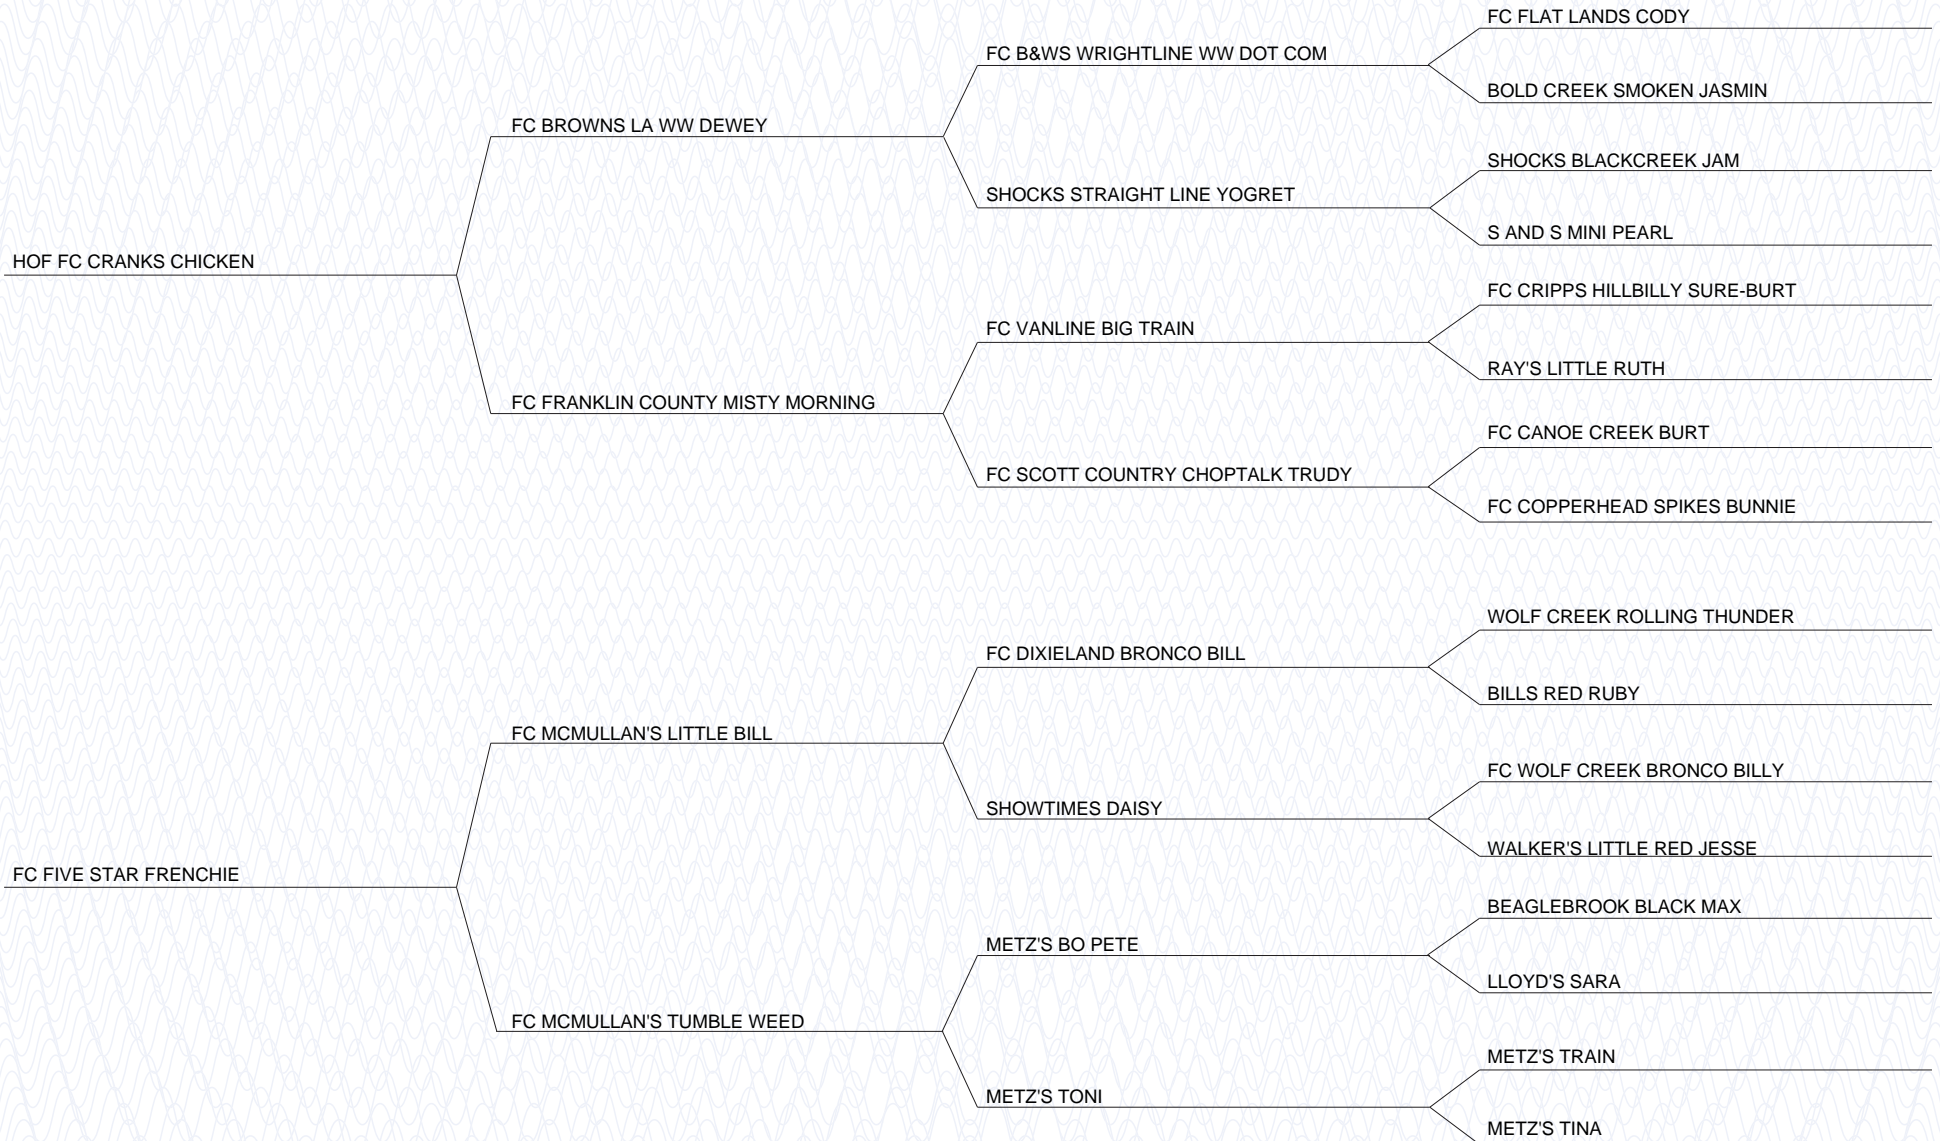 FC FLAT LANDS CODY
FC B&WS WRIGHTLINE WW DOT COM
BOLD CREEK SMOKEN JASMIN
FC BROWNS LA WW DEWEY
SHOCKS BLACKCREEK JAM
SHOCKS STRAIGHT LINE YOGRET
S AND S MINI PEARL
HOF FC CRANKS CHICKEN
FC CRIPPS HILLBILLY SURE-BURT
FC VANLINE BIG TRAIN
RAY'S LITTLE RUTH
FC FRANKLIN COUNTY MISTY MORNING
FC CANOE CREEK BURT
FC SCOTT COUNTRY CHOPTALK TRUDY
FC COPPERHEAD SPIKES BUNNIE
WOLF CREEK ROLLING THUNDER
FC DIXIELAND BRONCO BILL
BILLS RED RUBY
FC MCMULLAN'S LITTLE BILL
FC WOLF CREEK BRONCO BILLY
SHOWTIMES DAISY
WALKER'S LITTLE RED JESSE
FC FIVE STAR FRENCHIE
BEAGLEBROOK BLACK MAX
METZ'S BO PETE
LLOYD'S SARA
FC MCMULLAN'S TUMBLE WEED
METZ'S TRAIN
METZ'S TONI
METZ'S TINA